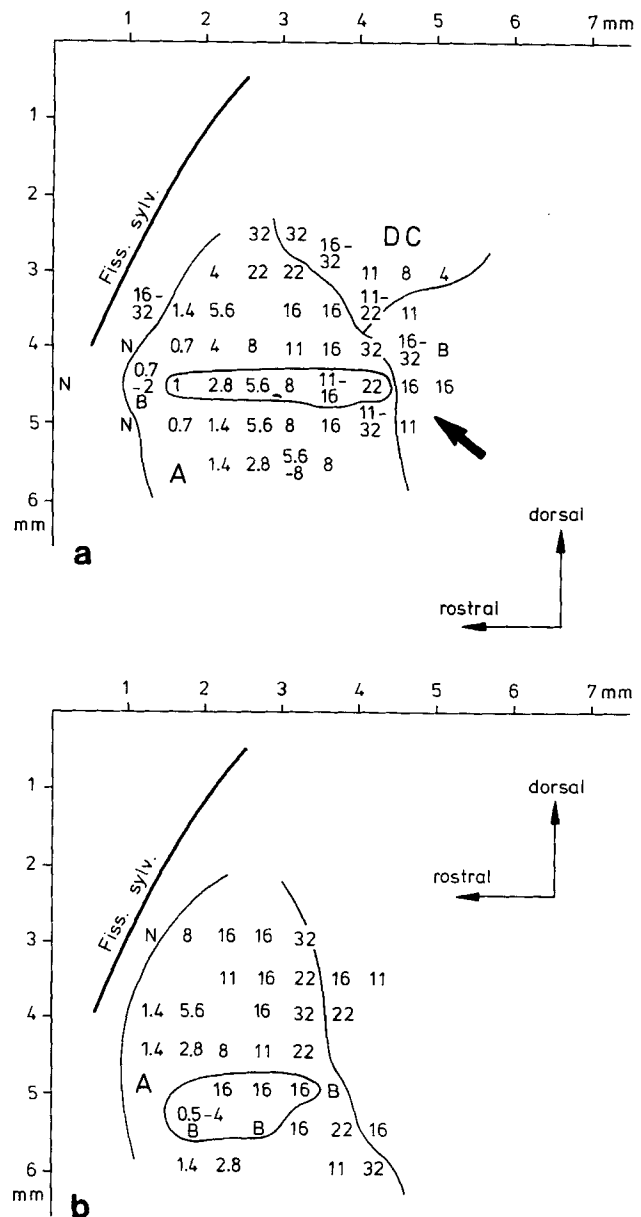 1 2 3 4 5 6 7 mm
1
2
Fiss. sylv.
DC
32 32
16-
32
3
4 22 22 11 8 4
16-
32 1.4 5.6 16 16 11-
22 11
4
N 0.7 4 8 11 16 32 16-
32 B
N 0.7
-2
B 1 2.8 5.6 8 11-
16 22 16 16
5
N 0.7 1.4 5.6 8 16 11-
32 11
A 1.4 2.8 5.6
-8 8
6
mm
a
dorsal
rostral
1 2 3 4 5 6 7 mm
1
dorsal
2
rostral
Fiss. sylv.
3
N 8 16 16 32
11 16 22 16 11
4
1.4 5.6 16 32 22
1.4 2.8 8 11 22
5
A 16 16 16 B
0.5-4
B B 16 22 16
6
1.4 2.8 11 32
mm
b